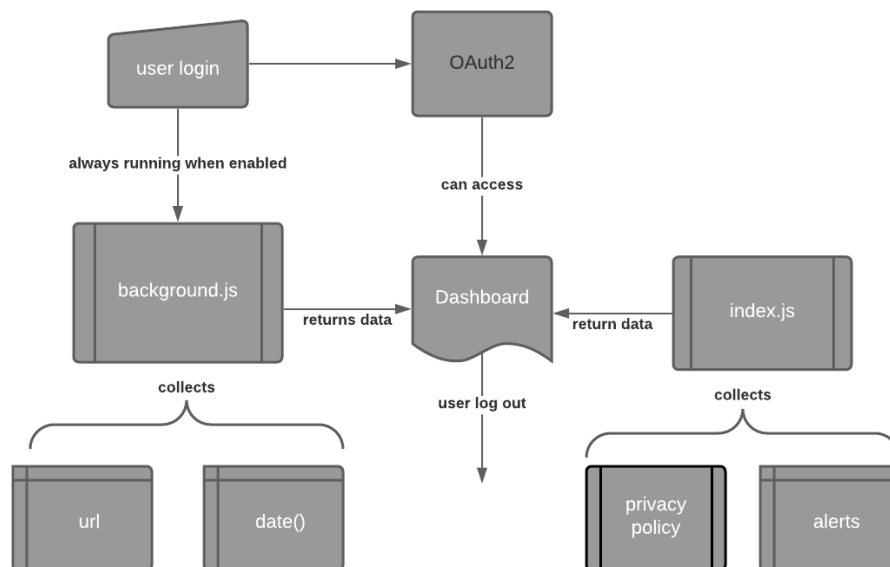 user login
OAuth2
always running when enabled
can access
background.js
Dashboard
index.js
returns data
return data
collects
user log out
collects
url
date()
privacy
policy
alerts